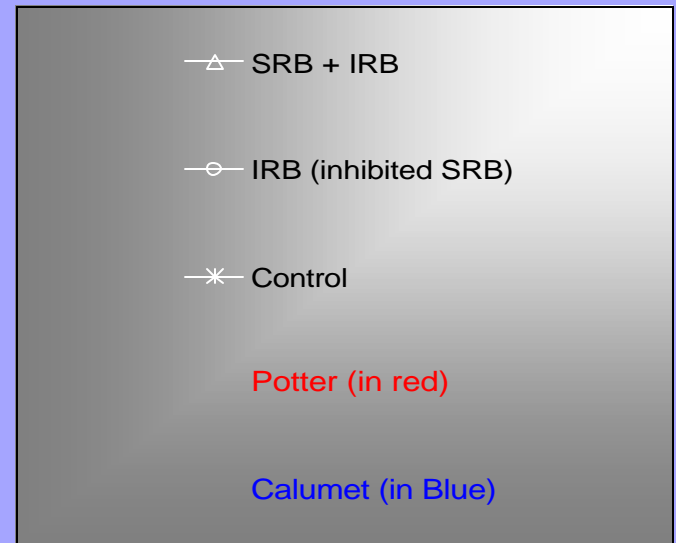 SRB + IRB
IRB (inhibited SRB)
Control
Potter (in red)
Calumet (in Blue)